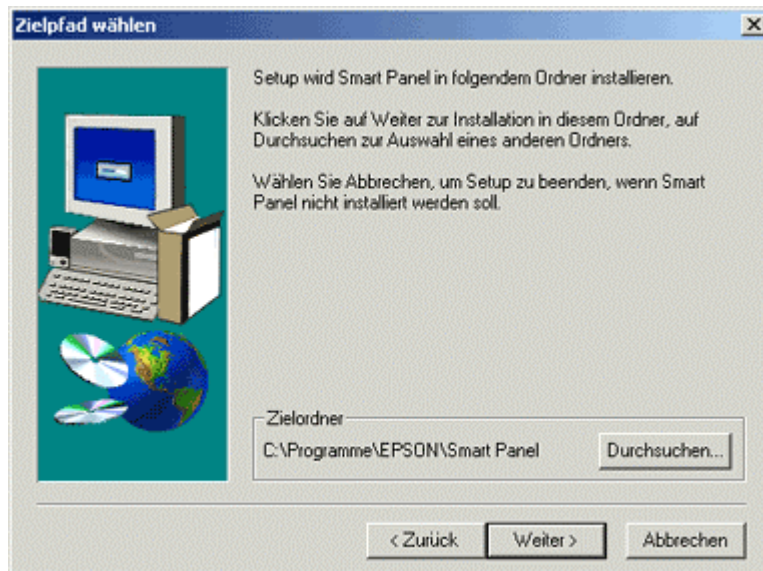 Zielpfad wählen
Setup wird Smart Panel in folgendem Ordner installieren.
Klicken Sie auf Weiter zur Installation in diesem Ordner, auf
Durchsuchen zur Auswahl eines anderen Ordners.
Wählen Sie Abbrechen, um Setup zu beenden, wenn Smart
Panel nicht installiert werden soll.
Zielordner
C:\Programme\EPSON\Smart Panel
Durchsuchen...
< Zurück
Weiter >
Abbrechen